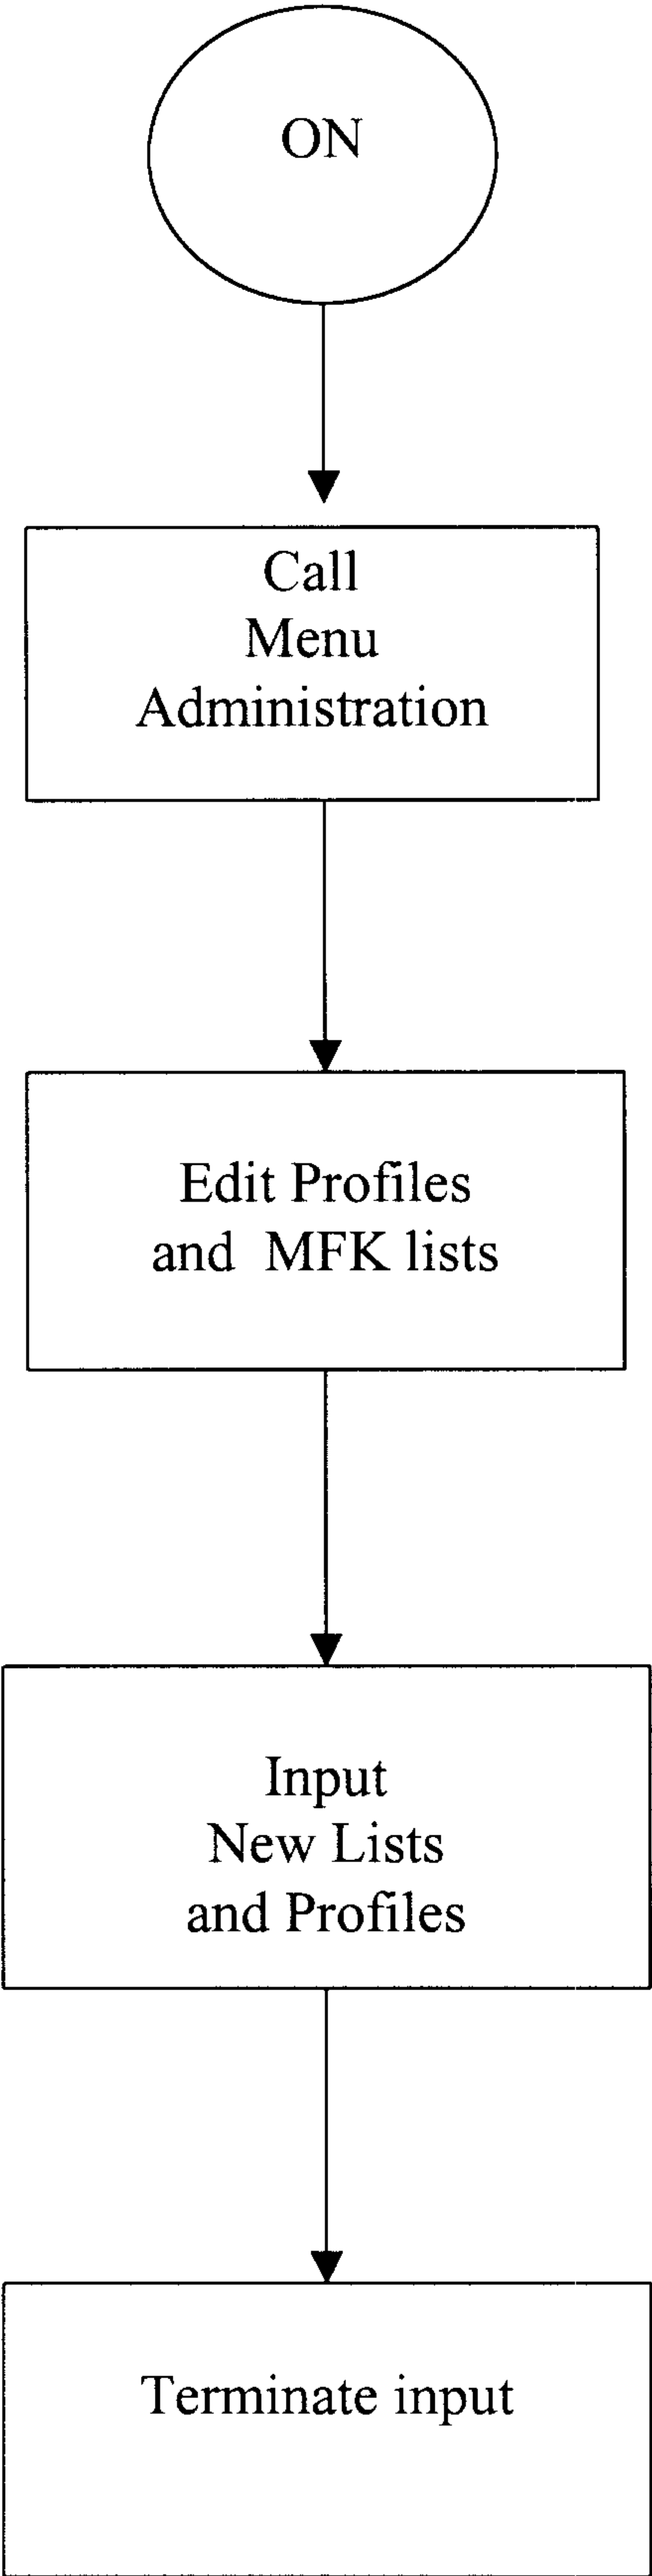 ON
Call
Menu
Administration
Edit Profiles
and MFK lists
Input
New Lists
and Profiles
Terminate input